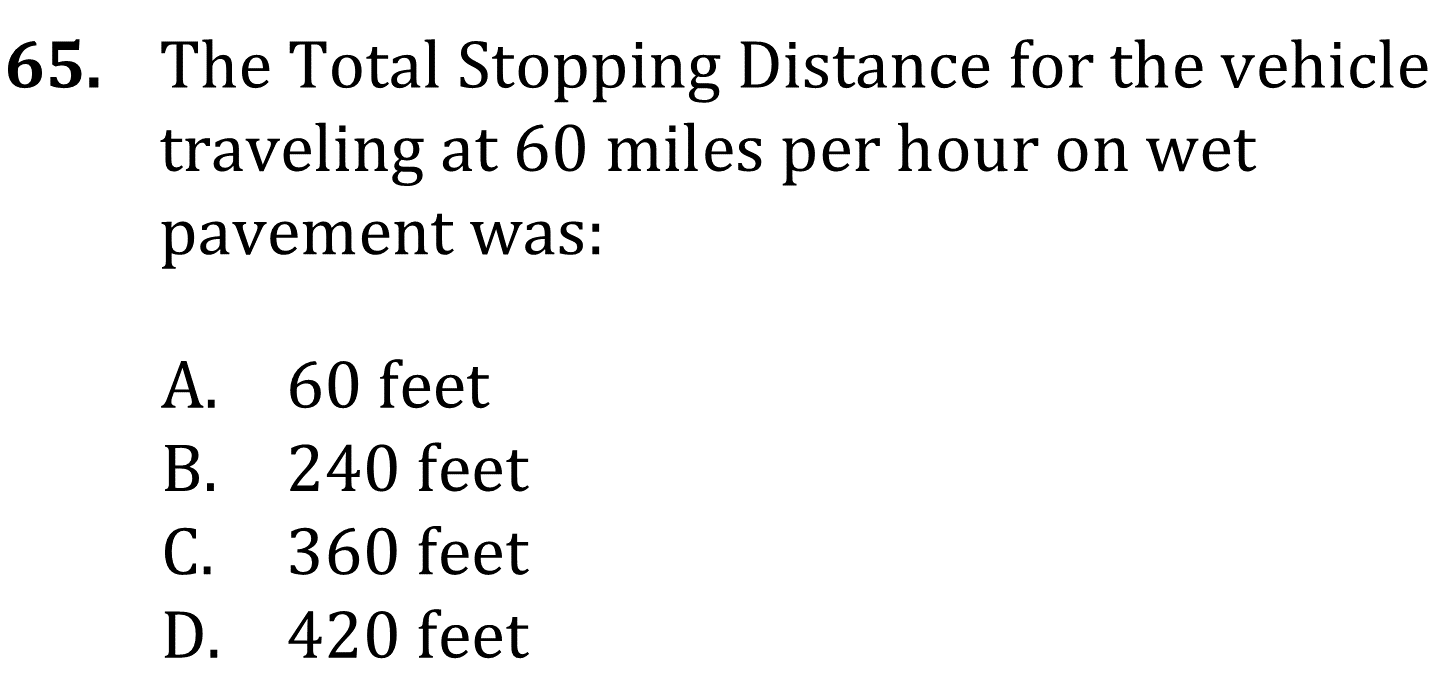 65. The Total Stopping Distance for the vehicle
traveling at 60 miles per hour on wet
pavement was:
A. 60 feet
B. 240 feet
C. 360 feet
D. 420 feet